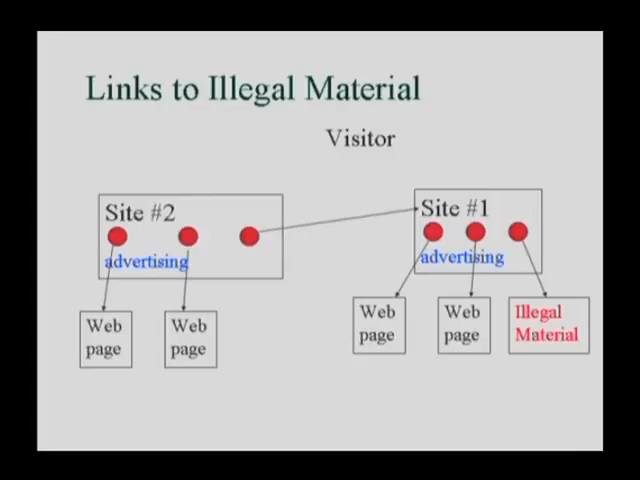 Links to Illegal Material
Visitor
Site #2
advertising
Web
page
Web
page
Site #1
advertising
Web
page
Web
page
Illegal
Material